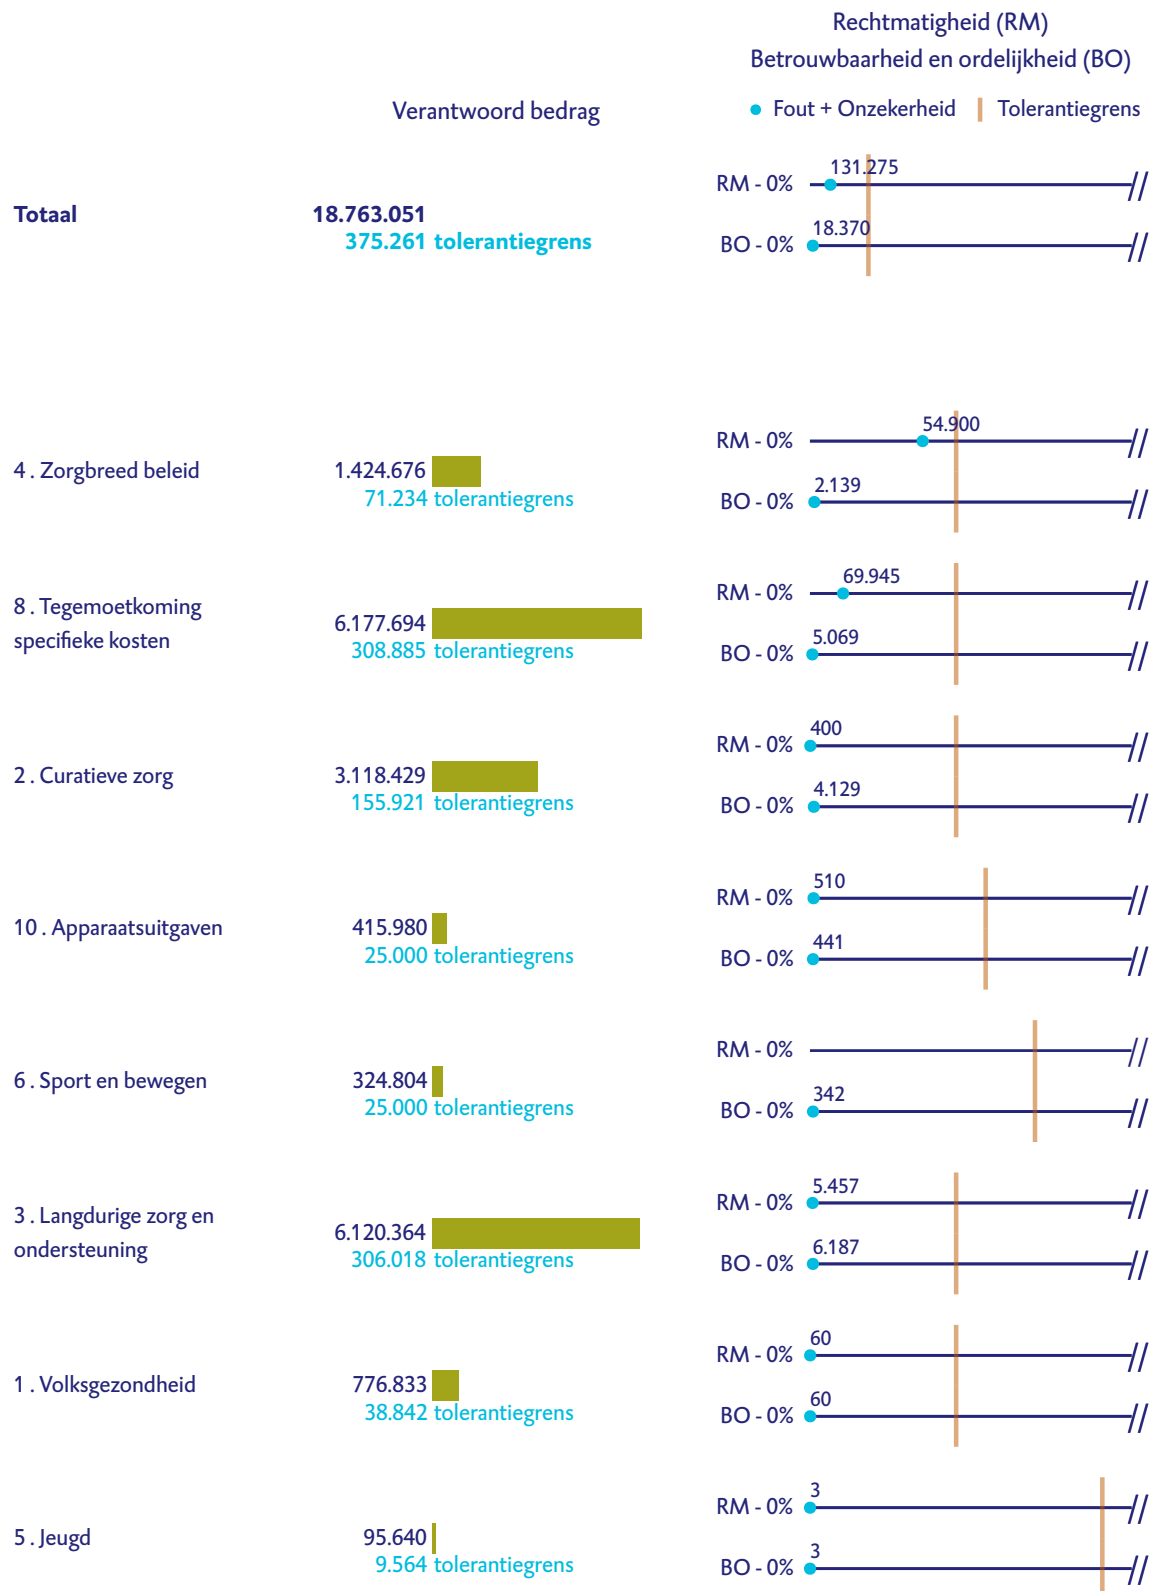 Rechtmatigheid (RM)
Betrouwbaarheid en ordelijkheid (BO)
Verantwoord bedrag
Fout + Onzekerheid
Tolerantiegrens
Totaal
18.763.051
375.261 tolerantiegrens
RM - 0%
131.275
BO - 0%
18.370
4 . Zorgbreed beleid
1.424.676
71.234 tolerantiegrens
RM - 0%
54.900
BO - 0%
2.139
8 . Tegemoetkoming
specifieke kosten
6.177.694
308.885 tolerantiegrens
RM - 0%
69.945
BO - 0%
5.069
2 . Curatieve zorg
3.118.429
155.921 tolerantiegrens
RM - 0%
400
BO - 0%
4.129
10 . Apparaatsuitgaven
415.980
25.000 tolerantiegrens
RM - 0%
510
BO - 0%
441
6 . Sport en bewegen
324.804
25.000 tolerantiegrens
RM - 0%
BO - 0%
342
3 . Langdurige zorg en
ondersteuning
6.120.364
306.018 tolerantiegrens
RM - 0%
5.457
BO - 0%
6.187
1 . Volksgezondheid
776.833
38.842 tolerantiegrens
RM - 0%
60
BO - 0%
60
5 . Jeugd
95.640
9.564 tolerantiegrens
RM - 0%
3
BO - 0%
3